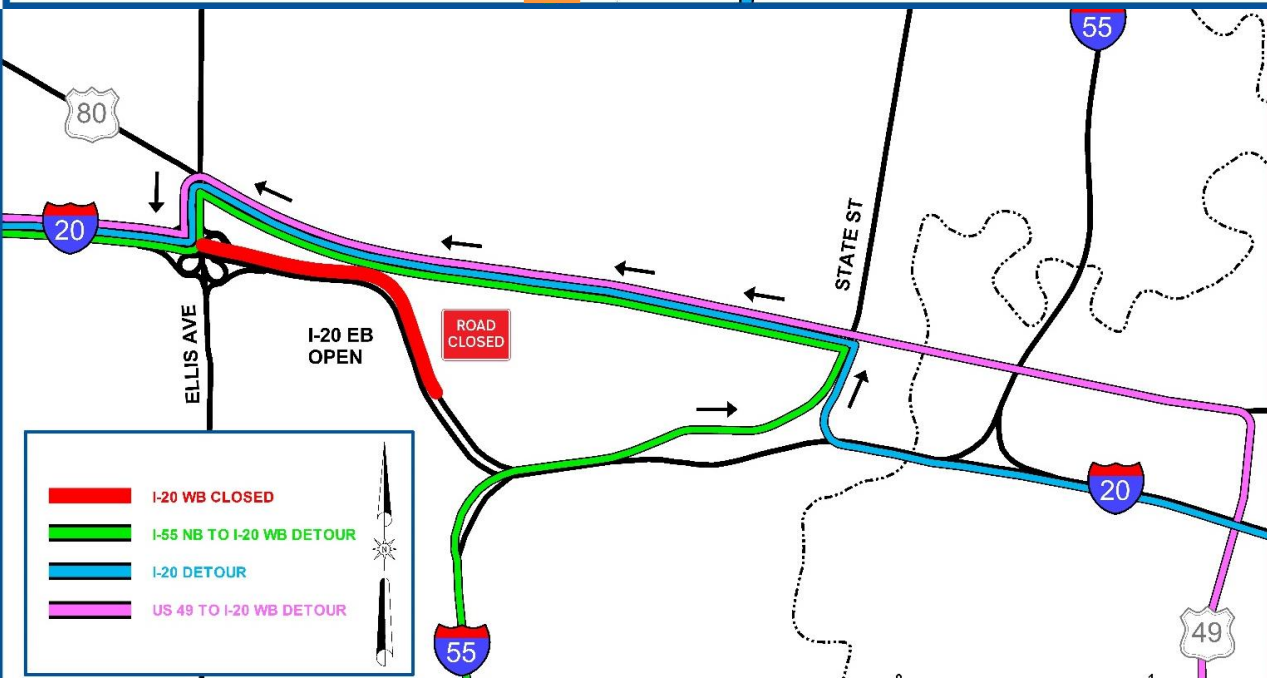 55
80
STATE ST
20
ROAD
CLOSED
I-20 EB
OPEN
ELLIS AVE
20
I-20 WB CLOSED
I-55 NB TO I-20 WB DETOUR
I-20 DETOUR
US 49 TO I-20 WB DETOUR
N
49
55